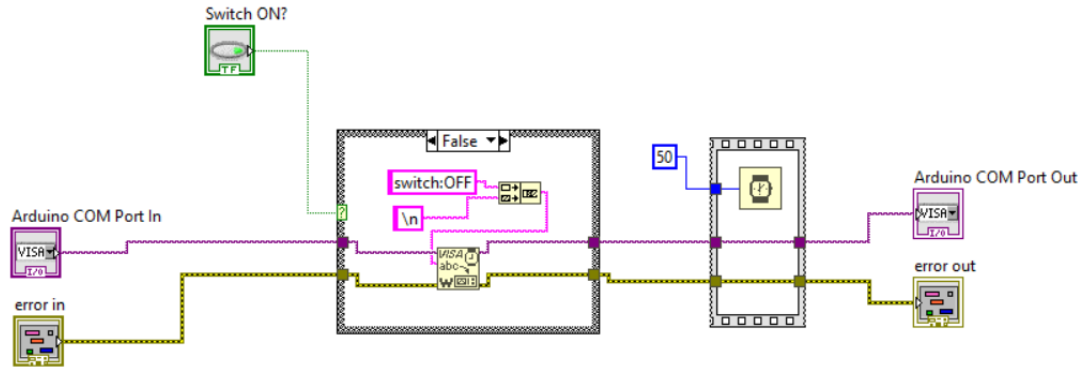 Switch ON?
TF
False
50
switch:OFF
\n
?
Arduino COM Port In
VISA
I/O
VISA
abc
W
Arduino COM Port Out
VISA
I/O
error in
error out